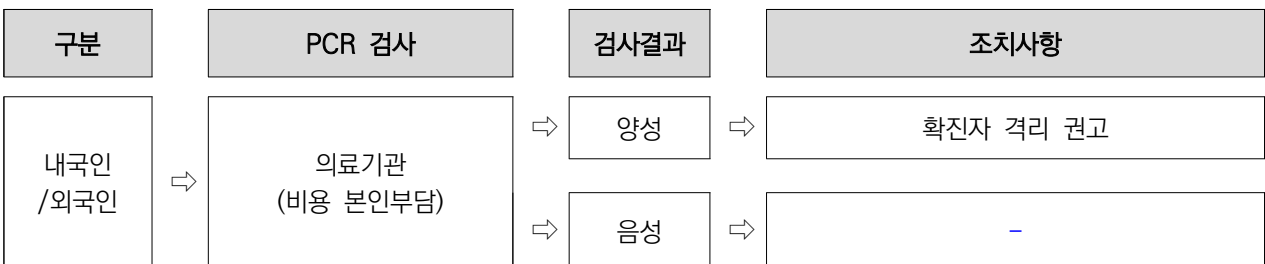 구분
PCR 검사
검사결과
조치사항
내국인
/외국인
⇨
의료기관
(비용 본인부담)
⇨
양성
⇨
확진자 격리 권고
⇨
음성
⇨
-